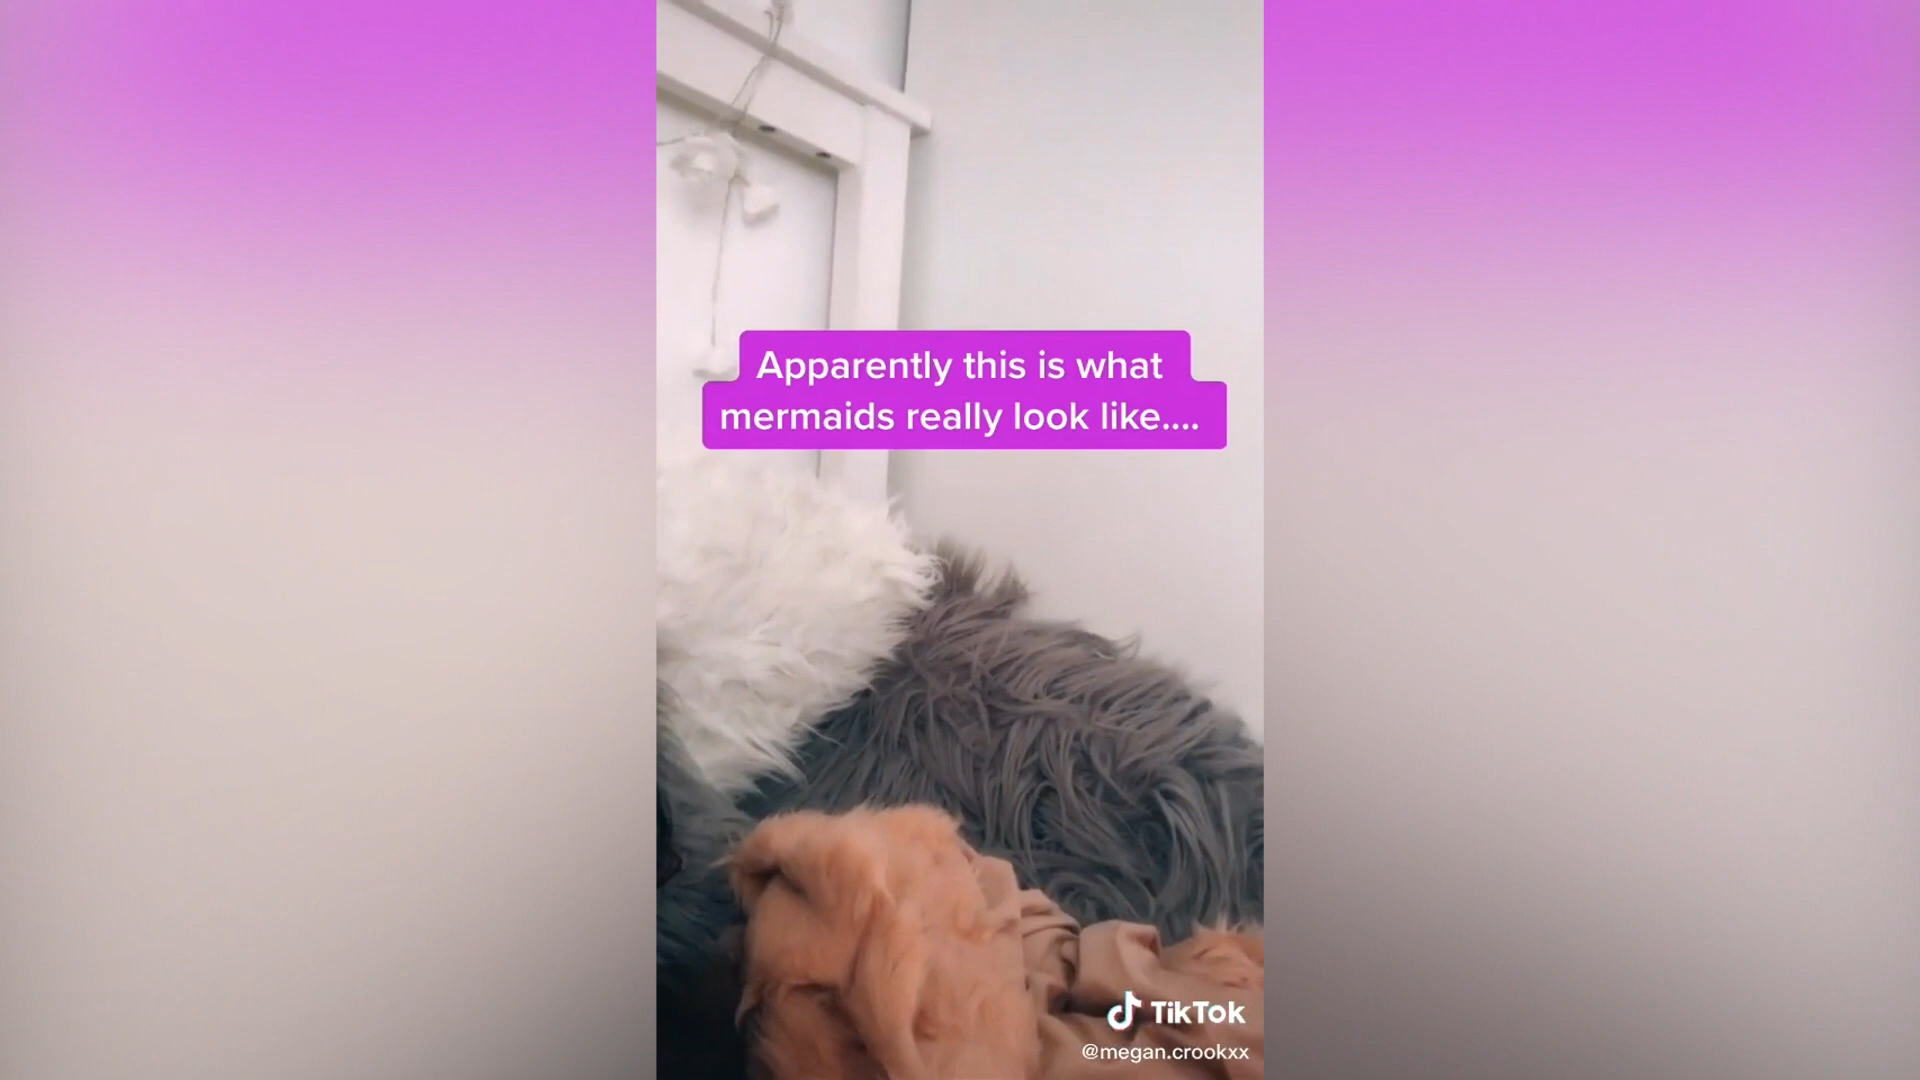 Apparently this is what
mermaids really look like....
TikTok
@megan.crookxx